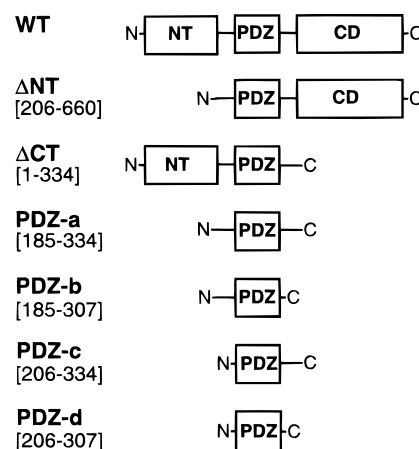 WT N NT PDZ CD C
ΔNT N PDZ CD C
[206-660]
ΔCT N NT PDZ C
[1-334]
PDZ-a N PDZ C
[185-334]
PDZ-b N PDZ C
[185-307]
PDZ-c N PDZ C
[206-334]
PDZ-d N PDZ C
[206-307]